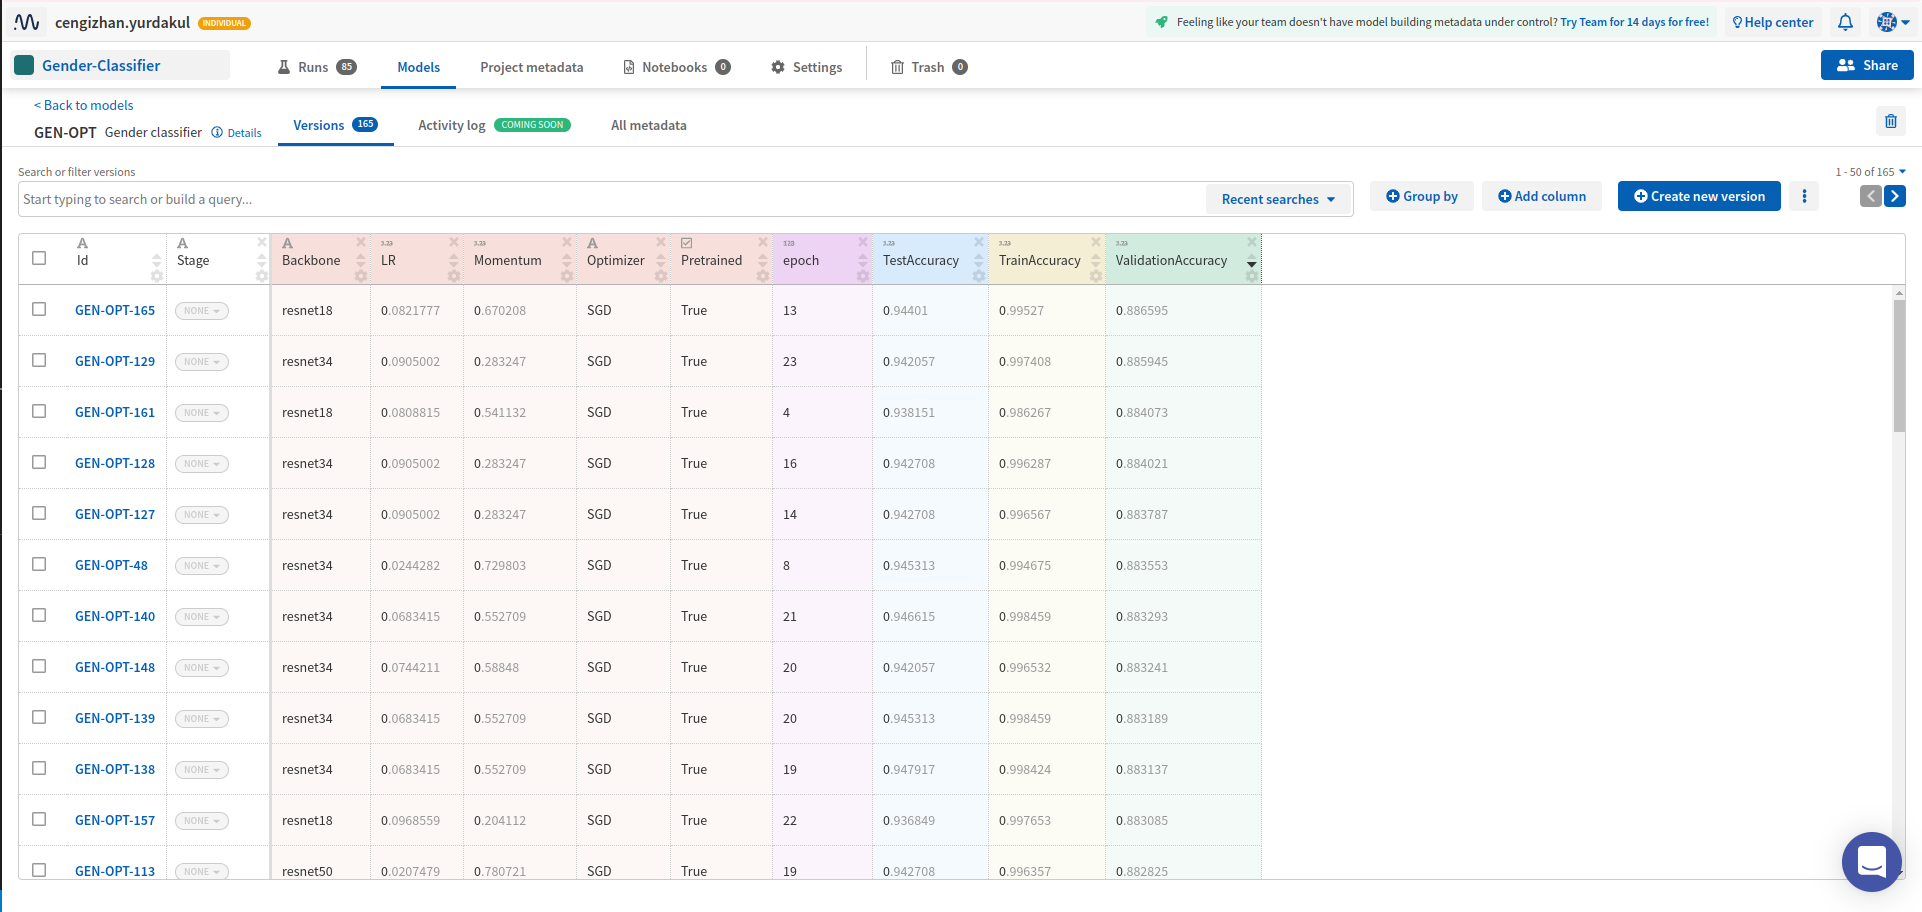 cengizhan.yurdakul INDIVIDUAL Feeling like your team doesn't have model building metadata under control? Try Team for 14 days for free! Help center
Gender-Classifier Runs 85 Models Project metadata Notebooks 0 Settings Trash 0 Share
< Back to models
GEN-OPT Gender classifier Details Versions 165 Activity log COMING SOON All metadata
Search or filter versions 1 - 50 of 165
Start typing to search or build a query... Recent searches Group by Add column Create new version
A A A 3.23 3.23 A 123 3.23 3.23 3.23
Id Stage Backbone LR Momentum Optimizer Pretrained epoch TestAccuracy TrainAccuracy ValidationAccuracy
GEN-OPT-165 NONE resnet18 0.0821777 0.670208 SGD True 13 0.94401 0.99527 0.886595
GEN-OPT-129 NONE resnet34 0.0905002 0.283247 SGD True 23 0.942057 0.997408 0.885945
GEN-OPT-161 NONE resnet18 0.0808815 0.541132 SGD True 4 0.938151 0.986267 0.884073
GEN-OPT-128 NONE resnet34 0.0905002 0.283247 SGD True 16 0.942708 0.996287 0.884021
GEN-OPT-127 NONE resnet34 0.0905002 0.283247 SGD True 14 0.942708 0.996567 0.883787
GEN-OPT-48 NONE resnet34 0.0244282 0.729803 SGD True 8 0.945313 0.994675 0.883553
GEN-OPT-140 NONE resnet34 0.0683415 0.552709 SGD True 21 0.946615 0.998459 0.883293
GEN-OPT-148 NONE resnet34 0.0744211 0.58848 SGD True 20 0.942057 0.996532 0.883241
GEN-OPT-139 NONE resnet34 0.0683415 0.552709 SGD True 20 0.945313 0.998459 0.883189
GEN-OPT-138 NONE resnet34 0.0683415 0.552709 SGD True 19 0.947917 0.998424 0.883137
GEN-OPT-157 NONE resnet18 0.0968559 0.204112 SGD True 22 0.936849 0.997653 0.883085
GEN-OPT-113 NONE resnet50 0.0207479 0.780721 SGD True 19 0.942708 0.996357 0.882825